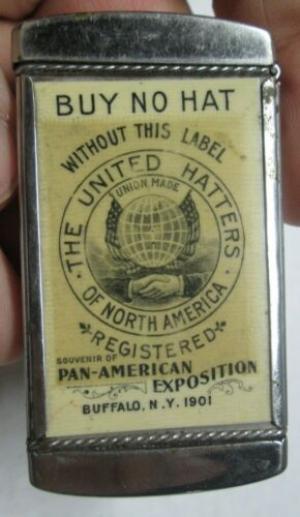 BUY NO HAT
WITHOUT THIS LABEL
·THE UNITED HATTERS·
UNION MADE
OF NORTH AMERICA
REGISTERED
SOUVENIR OF
PAN-AMERICAN
EXPOSITION
BUFFALO, N.Y. 1901